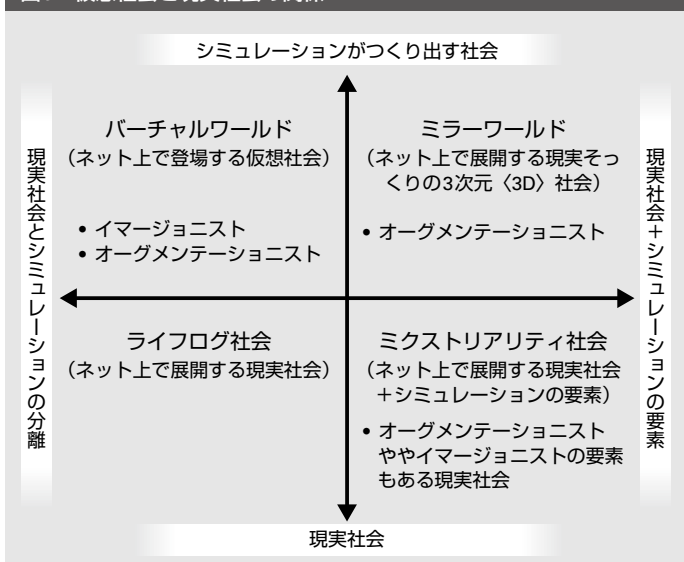 シミュレーションがつくり出す社会
現実社会とシミュレーションの分離
バーチャルワールド
（ネット上で登場する仮想社会）
• イマージョニスト
• オーグメンテーショニスト
ミラーワールド
（ネット上で展開する現実そっ
くりの3次元〈3D〉社会）
• オーグメンテーショニスト
現実社会＋シミュレーションの要素
ライフログ社会
（ネット上で展開する現実社会）
ミクストリアリティ社会
（ネット上で展開する現実社会
＋シミュレーションの要素）
• オーグメンテーショニスト
ややイマージョニストの要素
もある現実社会
現実社会